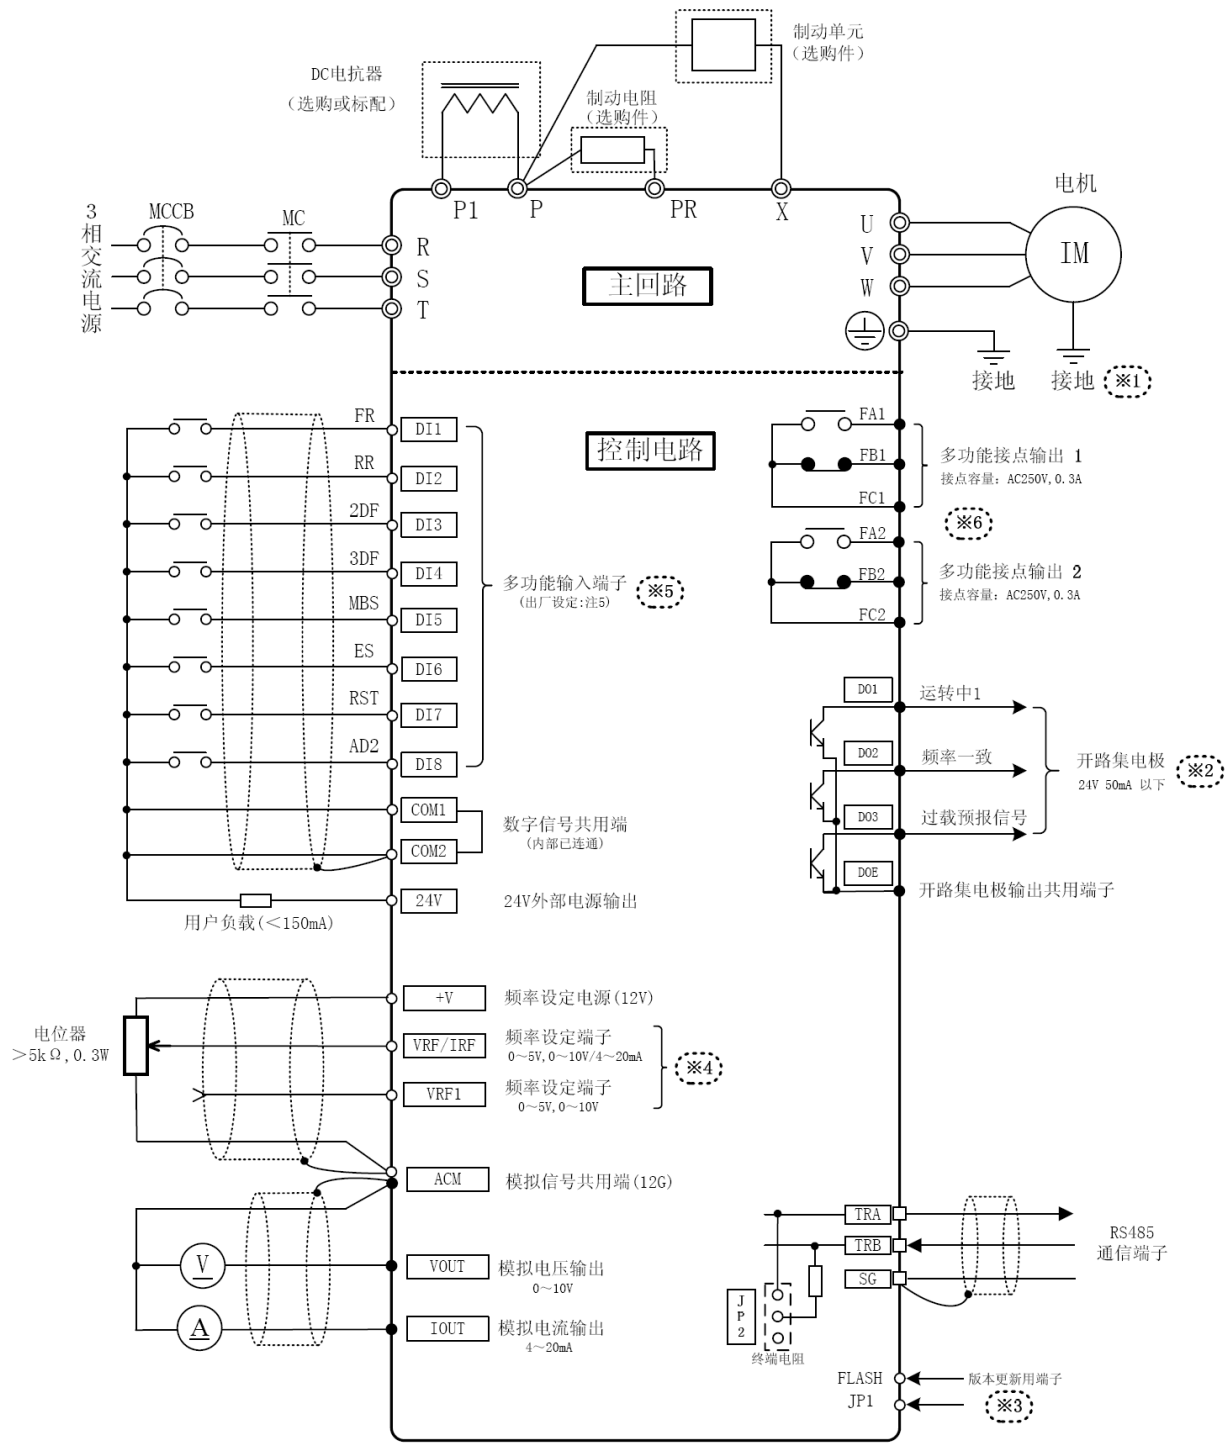 制动单元
（选购件）
DC电抗器
（选购或标配）
制动电阻
（选购件）
P1
P
PR
X
电机
3相交流电源
MCCB
MC
R
S
T
U
V
W
IM
主回路
接地
接地
※1
控制电路
FR
DI1
RR
DI2
2DF
DI3
3DF
DI4
MBS
DI5
ES
DI6
RST
DI7
AD2
DI8
多功能输入端子
(出厂设定:注5)
※5
COM1
COM2
数字信号共用端
(内部已连通)
24V
24V外部电源输出
用户负载(＜150mA)
FA1
FB1
FC1
多功能接点输出 1
接点容量: AC250V,0.3A
※6
FA2
FB2
FC2
多功能接点输出 2
接点容量: AC250V,0.3A
DO1
运转中1
DO2
频率一致
DO3
过载预报信号
DOE
开路集电极输出共用端子
开路集电极
24V 50mA 以下
※2
电位器
＞5kΩ,0.3W
+V
频率设定电源(12V)
VRF/IRF
频率设定端子
0～5V,0～10V/4～20mA
VRF1
频率设定端子
0～5V,0～10V
※4
ACM
模拟信号共用端(12G)
V
VOUT
模拟电压输出
0～10V
A
IOUT
模拟电流输出
4～20mA
TRA
TRB
SG
RS485
通信端子
JP2
终端电阻
FLASH
版本更新用端子
JP1
※3